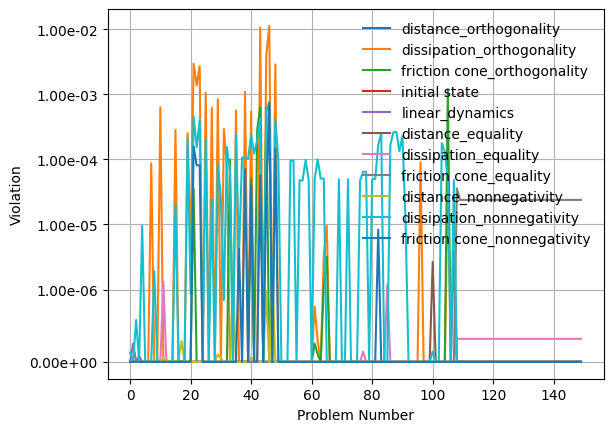 1.00e-02
1.00e-03
1.00e-04
1.00e-05
1.00e-06
0.00e+00
Violation
0 20 40 60 80 100 120 140
Problem Number
distance_orthogonality
dissipation_orthogonality
friction cone_orthogonality
initial state
linear_dynamics
distance_equality
dissipation_equality
friction cone_equality
distance_nonnegativity
dissipation_nonnegativity
friction cone_nonnegativity